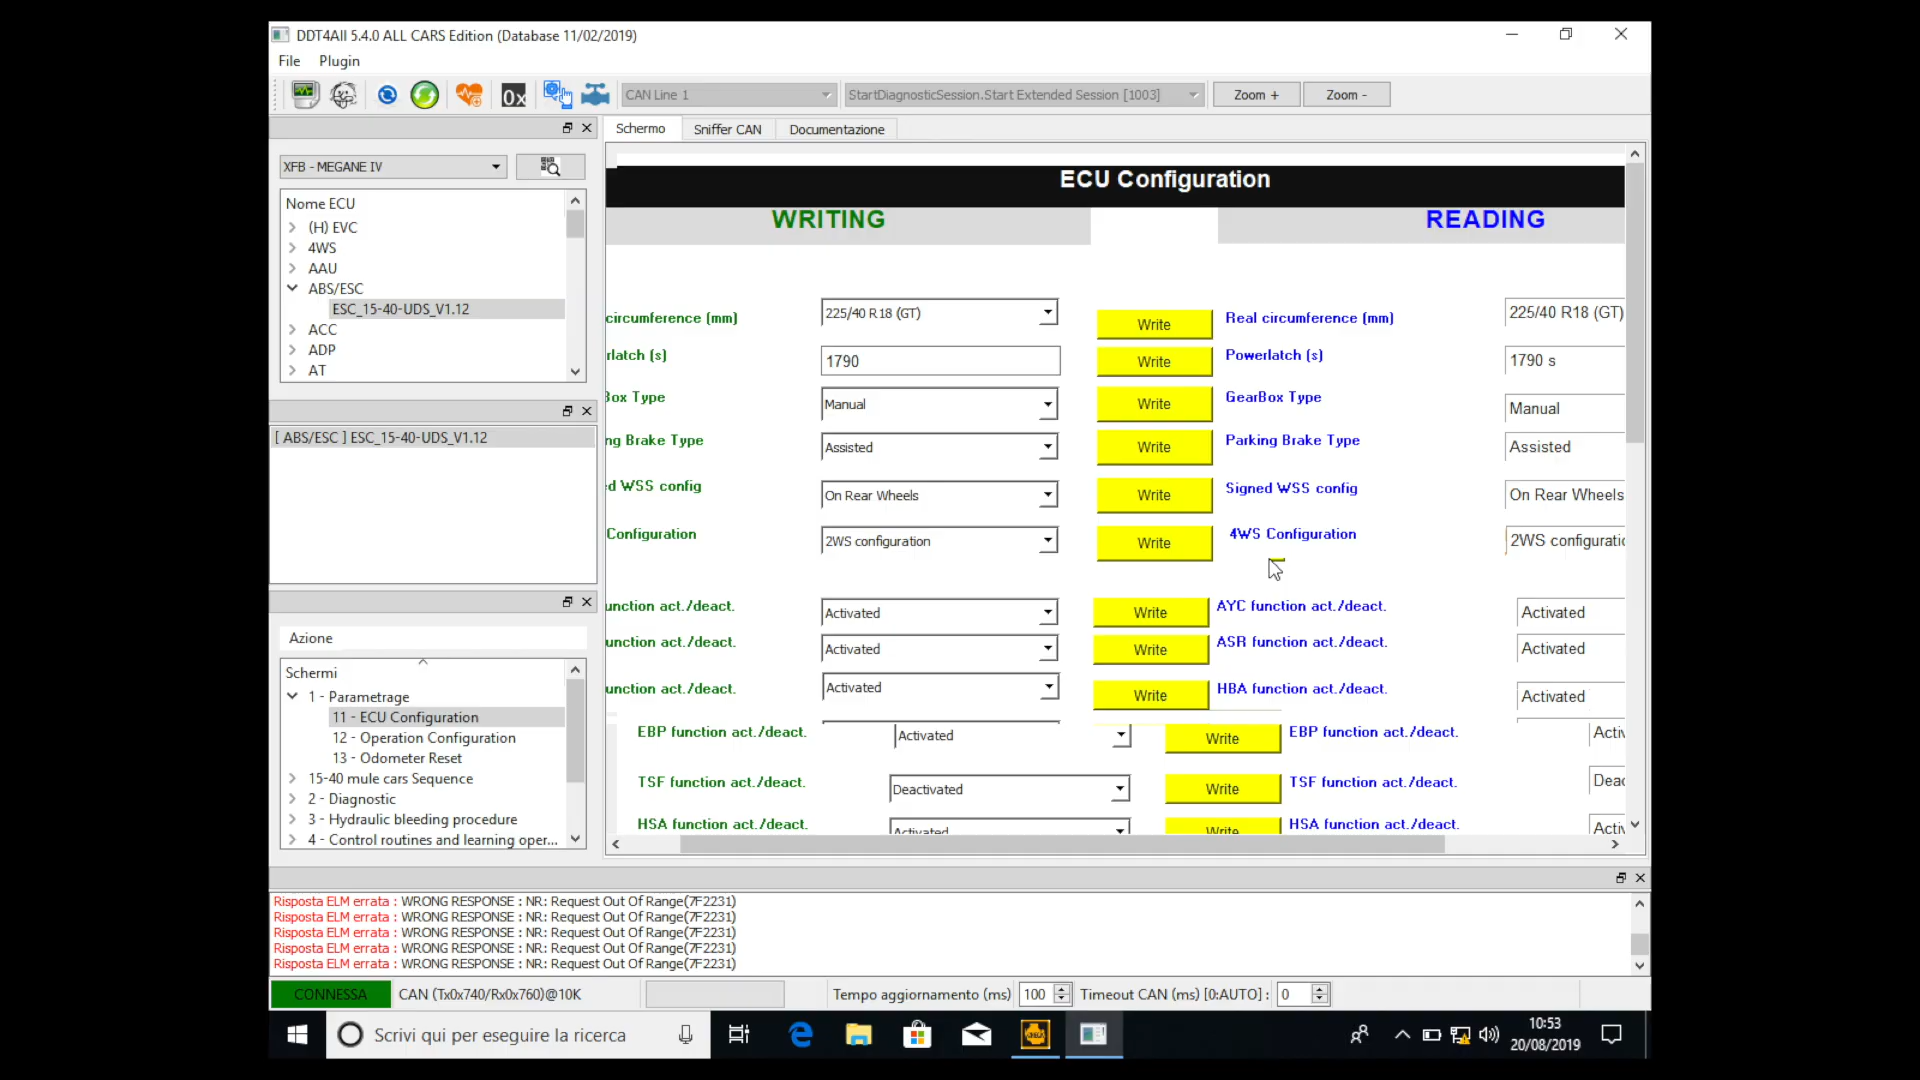 DDT4All 5.4.0 ALL CARS Edition (Database 11/02/2019)
File Plugin
0x CAN Line 1 StartDiagnosticSession.Start Extended Session [1003] Zoom + Zoom -
Schermo Sniffer CAN Documentazione
XFB - MEGANE IV
Nome ECU
(H) EVC
4WS
AAU
ABS/ESC
ESC_15-40-UDS_V1.12
ACC
ADP
AT
[ ABS/ESC ] ESC_15-40-UDS_V1.12
Azione
Schermi
1 - Parametrage
11 - ECU Configuration
12 - Operation Configuration
13 - Odometer Reset
15-40 mule cars Sequence
2 - Diagnostic
3 - Hydraulic bleeding procedure
4 - Control routines and learning oper...
ECU Configuration
WRITING READING
circumference (mm) 225/40 R18 (GT) Write Real circumference (mm) 225/40 R18 (GT)
rlatch (s) 1790 Write Powerlatch (s) 1790 s
Box Type Manual Write GearBox Type Manual
ng Brake Type Assisted Write Parking Brake Type Assisted
d WSS config On Rear Wheels Write Signed WSS config On Rear Wheels
Configuration 2WS configuration Write 4WS Configuration 2WS configuratio
unction act./deact. Activated Write AYC function act./deact. Activated
unction act./deact. Activated Write ASR function act./deact. Activated
unction act./deact. Activated Write HBA function act./deact. Activated
EBP function act./deact. Activated Write EBP function act./deact. Activ
TSF function act./deact. Deactivated Write TSF function act./deact. Deac
HSA function act./deact. Activated Write HSA function act./deact. Activ
Risposta ELM errata : WRONG RESPONSE : NR: Request Out Of Range(7F2231)
Risposta ELM errata : WRONG RESPONSE : NR: Request Out Of Range(7F2231)
Risposta ELM errata : WRONG RESPONSE : NR: Request Out Of Range(7F2231)
Risposta ELM errata : WRONG RESPONSE : NR: Request Out Of Range(7F2231)
Risposta ELM errata : WRONG RESPONSE : NR: Request Out Of Range(7F2231)
CONNESSA CAN (Tx0x740/Rx0x760)@10K Tempo aggiornamento (ms) 100 Timeout CAN (ms) [0:AUTO] : 0
Scrivi qui per eseguire la ricerca
10:53
20/08/2019